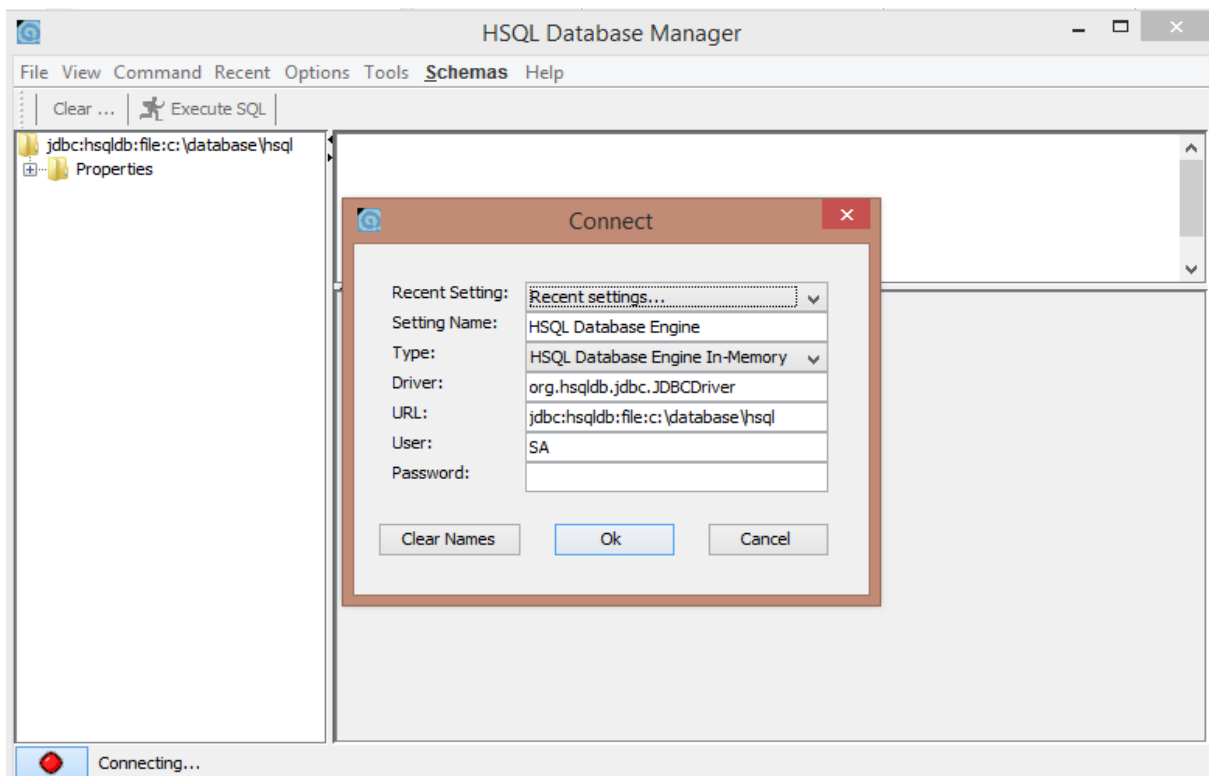 HSQL Database Manager
File View Command Recent Options Tools Schemas Help
Clear ... Execute SQL
jdbc:hsqldb:file:c:\database\hsql
Properties
Connect
Recent Setting: Recent settings...
Setting Name: HSQL Database Engine
Type: HSQL Database Engine In-Memory
Driver: org.hsqldb.jdbc.JDBCDriver
URL: jdbc:hsqldb:file:c:\database\hsql
User: SA
Password:
Clear Names Ok Cancel
Connecting...